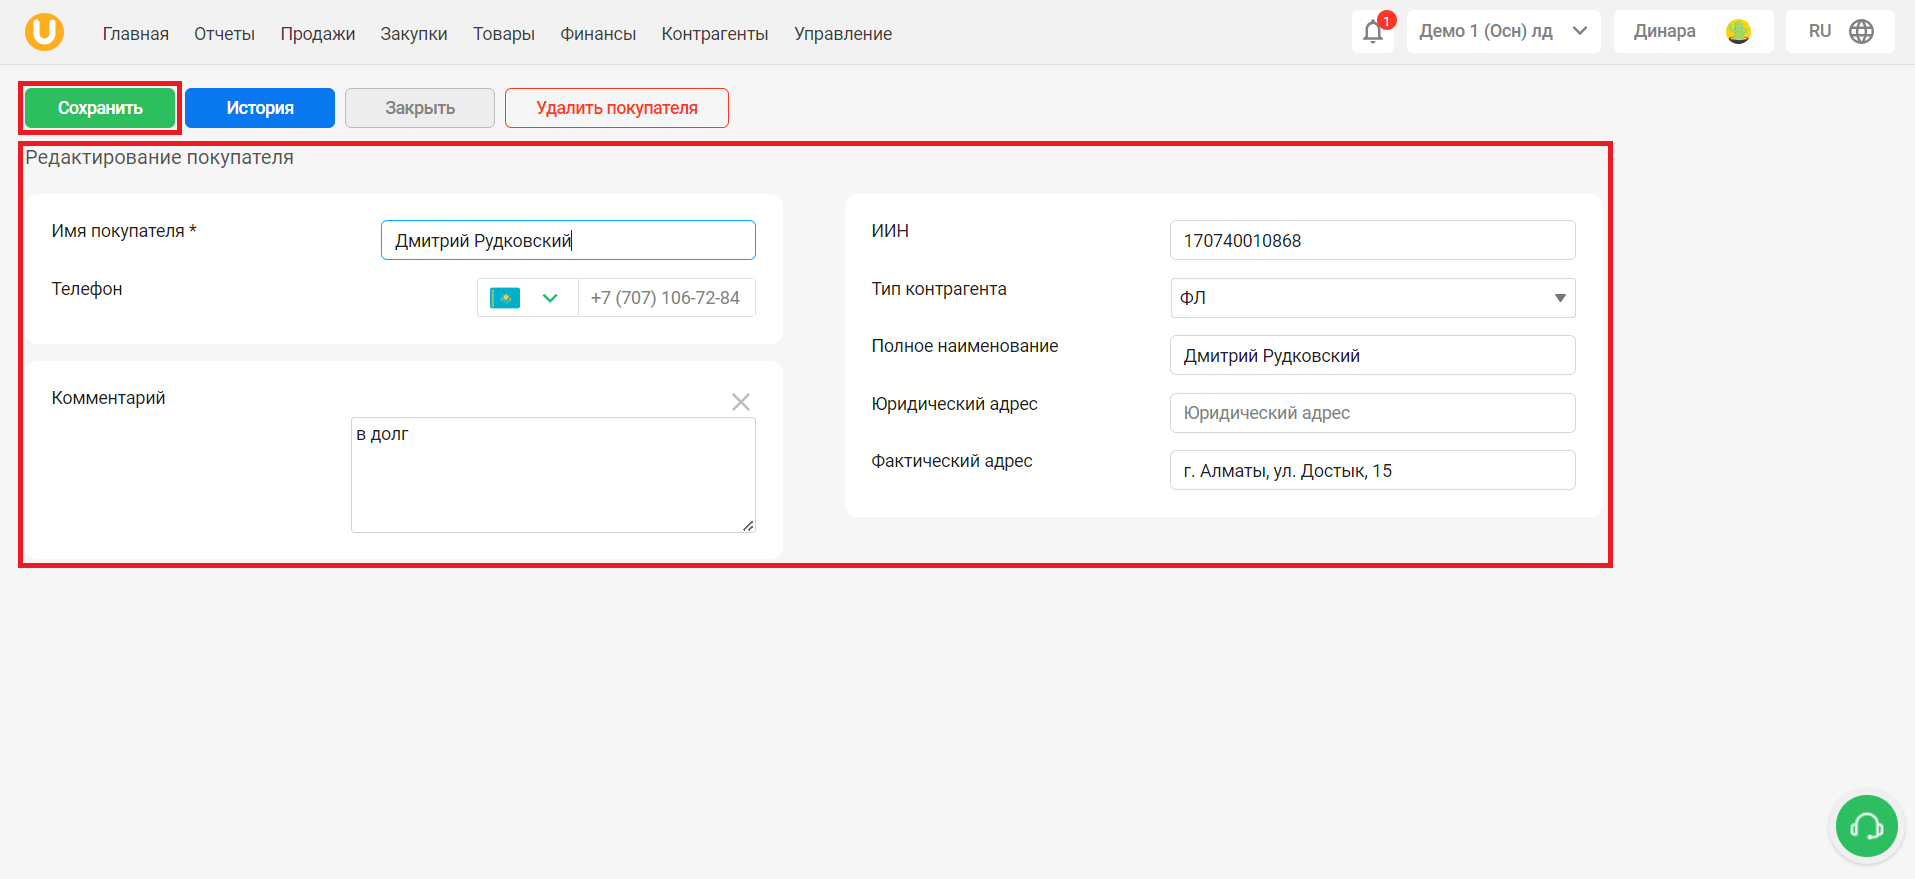 Главная Отчеты Продажи Закупки Товары Финансы Контрагенты Управление 1 Демо 1 (Осн) лд Динара RU
Сохранить История Закрыть Удалить покупателя
Редактирование покупателя
Имя покупателя * Дмитрий Рудковский
Телефон +7 (707) 106-72-84
Комментарий
в долг
ИИН 170740010868
Тип контрагента ФЛ
Полное наименование Дмитрий Рудковский
Юридический адрес Юридический адрес
Фактический адрес г. Алматы, ул. Достык, 15